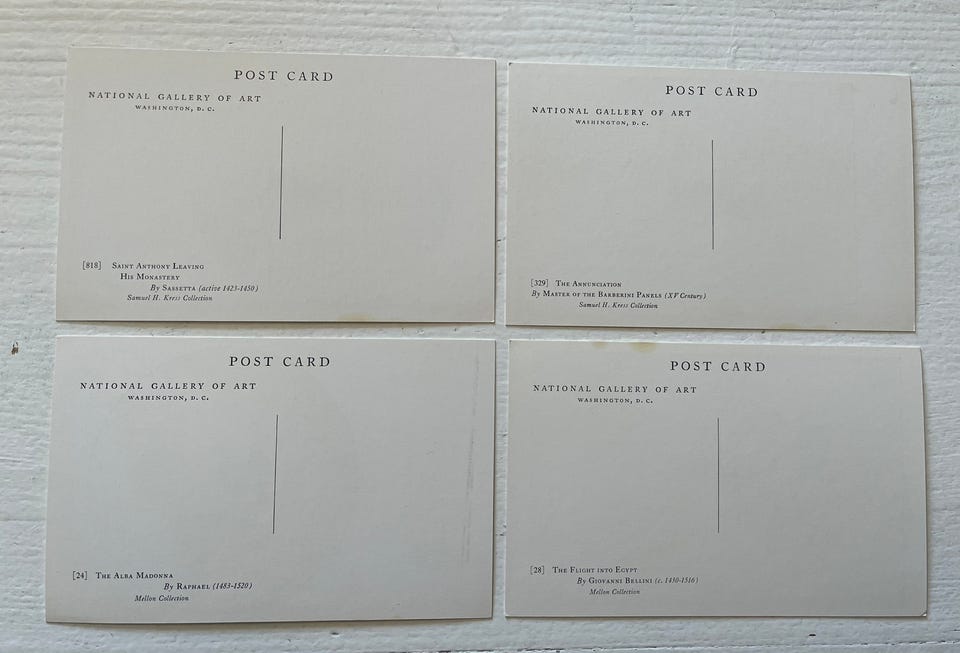 POST CARD
NATIONAL GALLERY OF ART
WASHINGTON, D. C.
[818] SAINT ANTHONY LEAVING
HIS MONASTERY
By SASSETTA (active 1423-1450)
Samuel H. Kress Collection
POST CARD
NATIONAL GALLERY OF ART
WASHINGTON, D. C.
[329] THE ANNUNCIATION
By MASTER OF THE BARBERINI PANELS (XV Century)
Samuel H. Kress Collection
POST CARD
NATIONAL GALLERY OF ART
WASHINGTON, D. C.
[24] THE ALBA MADONNA
By RAPHAEL (1483-1520)
Mellon Collection
POST CARD
NATIONAL GALLERY OF ART
WASHINGTON, D. C.
[28] THE FLIGHT INTO EGYPT
By GIOVANNI BELLINI (c. 1430-1516)
Mellon Collection